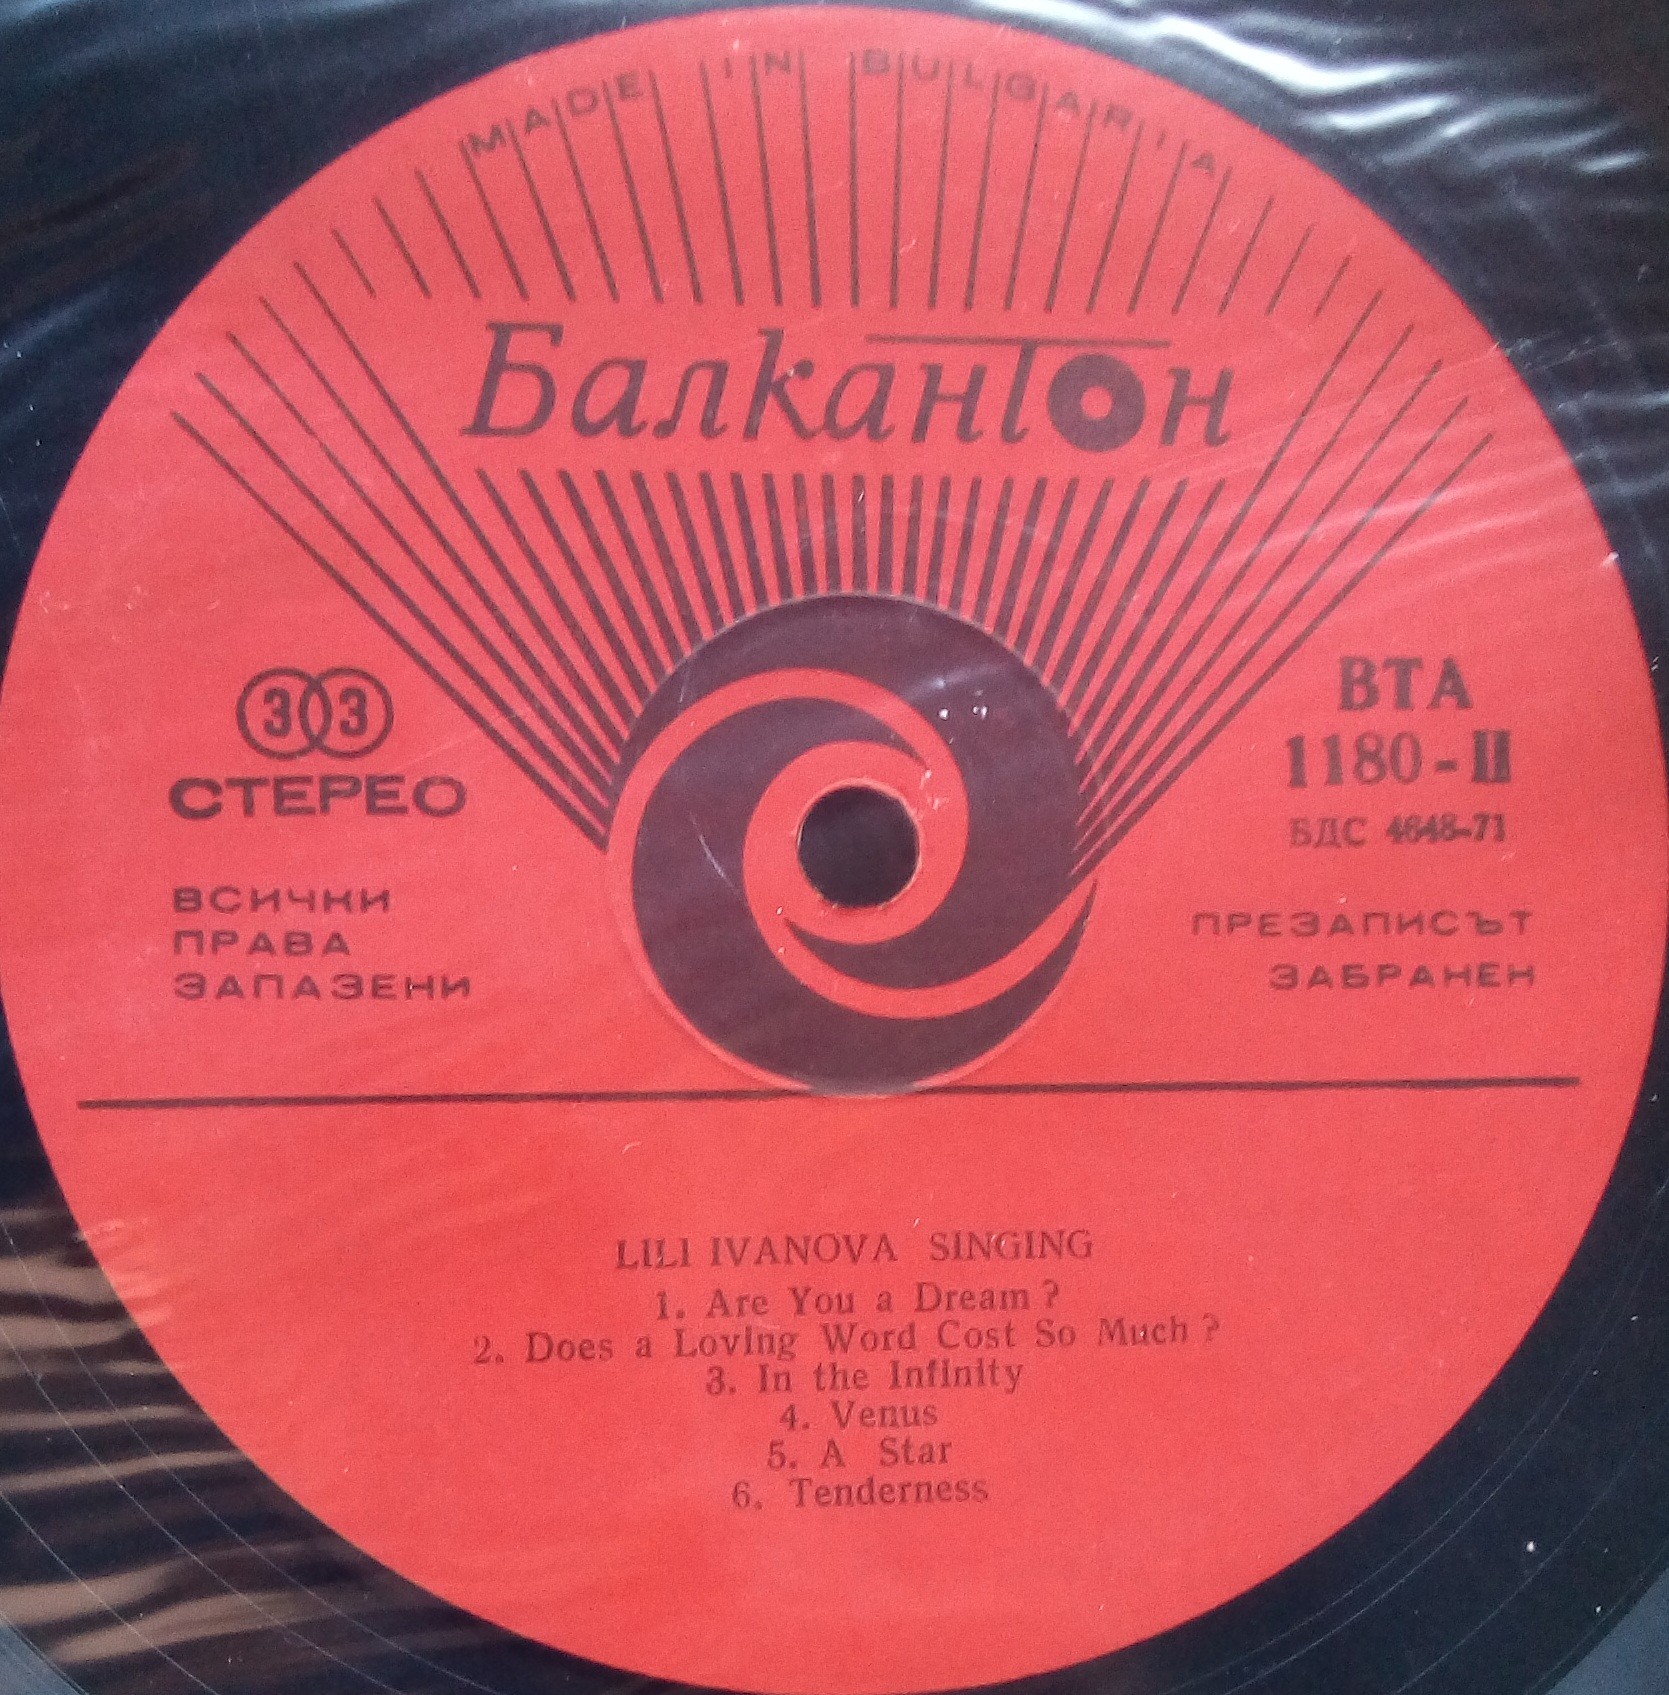 MADE IN BULGARIA
Балкантон
33
СТЕРЕО
ВСИЧКИ
ПРАВА
ЗАПАЗЕНИ
ВТА
1180-II
БДС 4648-71
ПРЕЗАПИСЪТ
ЗАБРАНЕН
LILI IVANOVA SINGING
1. Are You a Dream?
2. Does a Loving Word Cost So Much?
3. In the Infinity
4. Venus
5. A Star
6. Tenderness